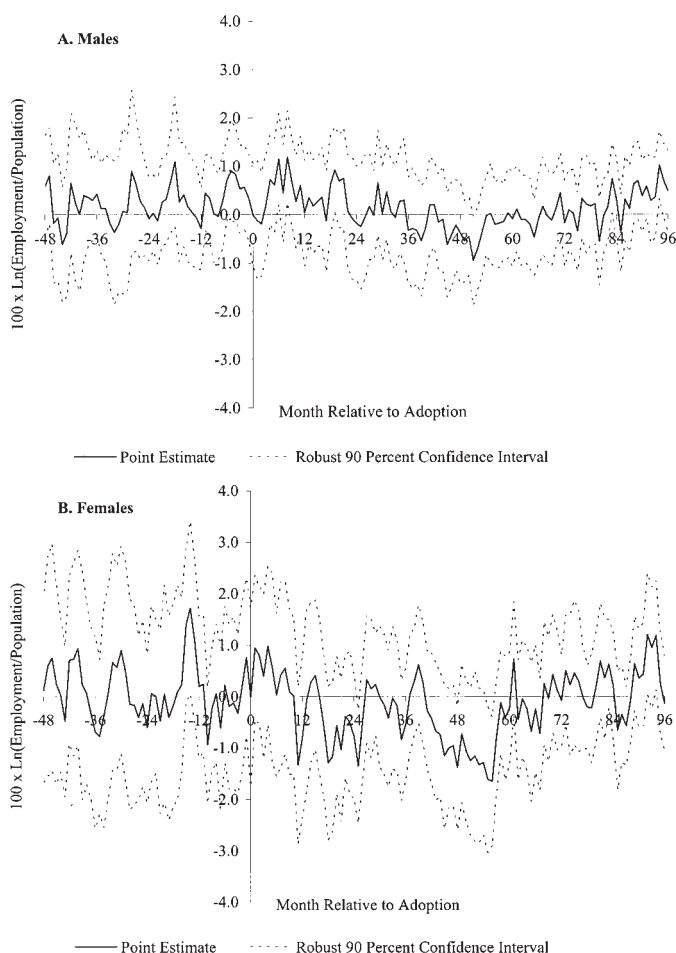 4.0
A. Males
3.0
2.0
1.0
0.0
-48 -36 -24 -12 0 12 24 36 48 60 72 84 96
-1.0
-2.0
-3.0
-4.0
Month Relative to Adoption
100 x Ln(Employment/Population)
Point Estimate Robust 90 Percent Confidence Interval
4.0
B. Females
3.0
2.0
1.0
0.0
-48 -36 -24 -12 0 12 24 36 48 60 72 84 96
-1.0
-2.0
-3.0
-4.0
Month Relative to Adoption
100 x Ln(Employment/Population)
Point Estimate Robust 90 Percent Confidence Interval